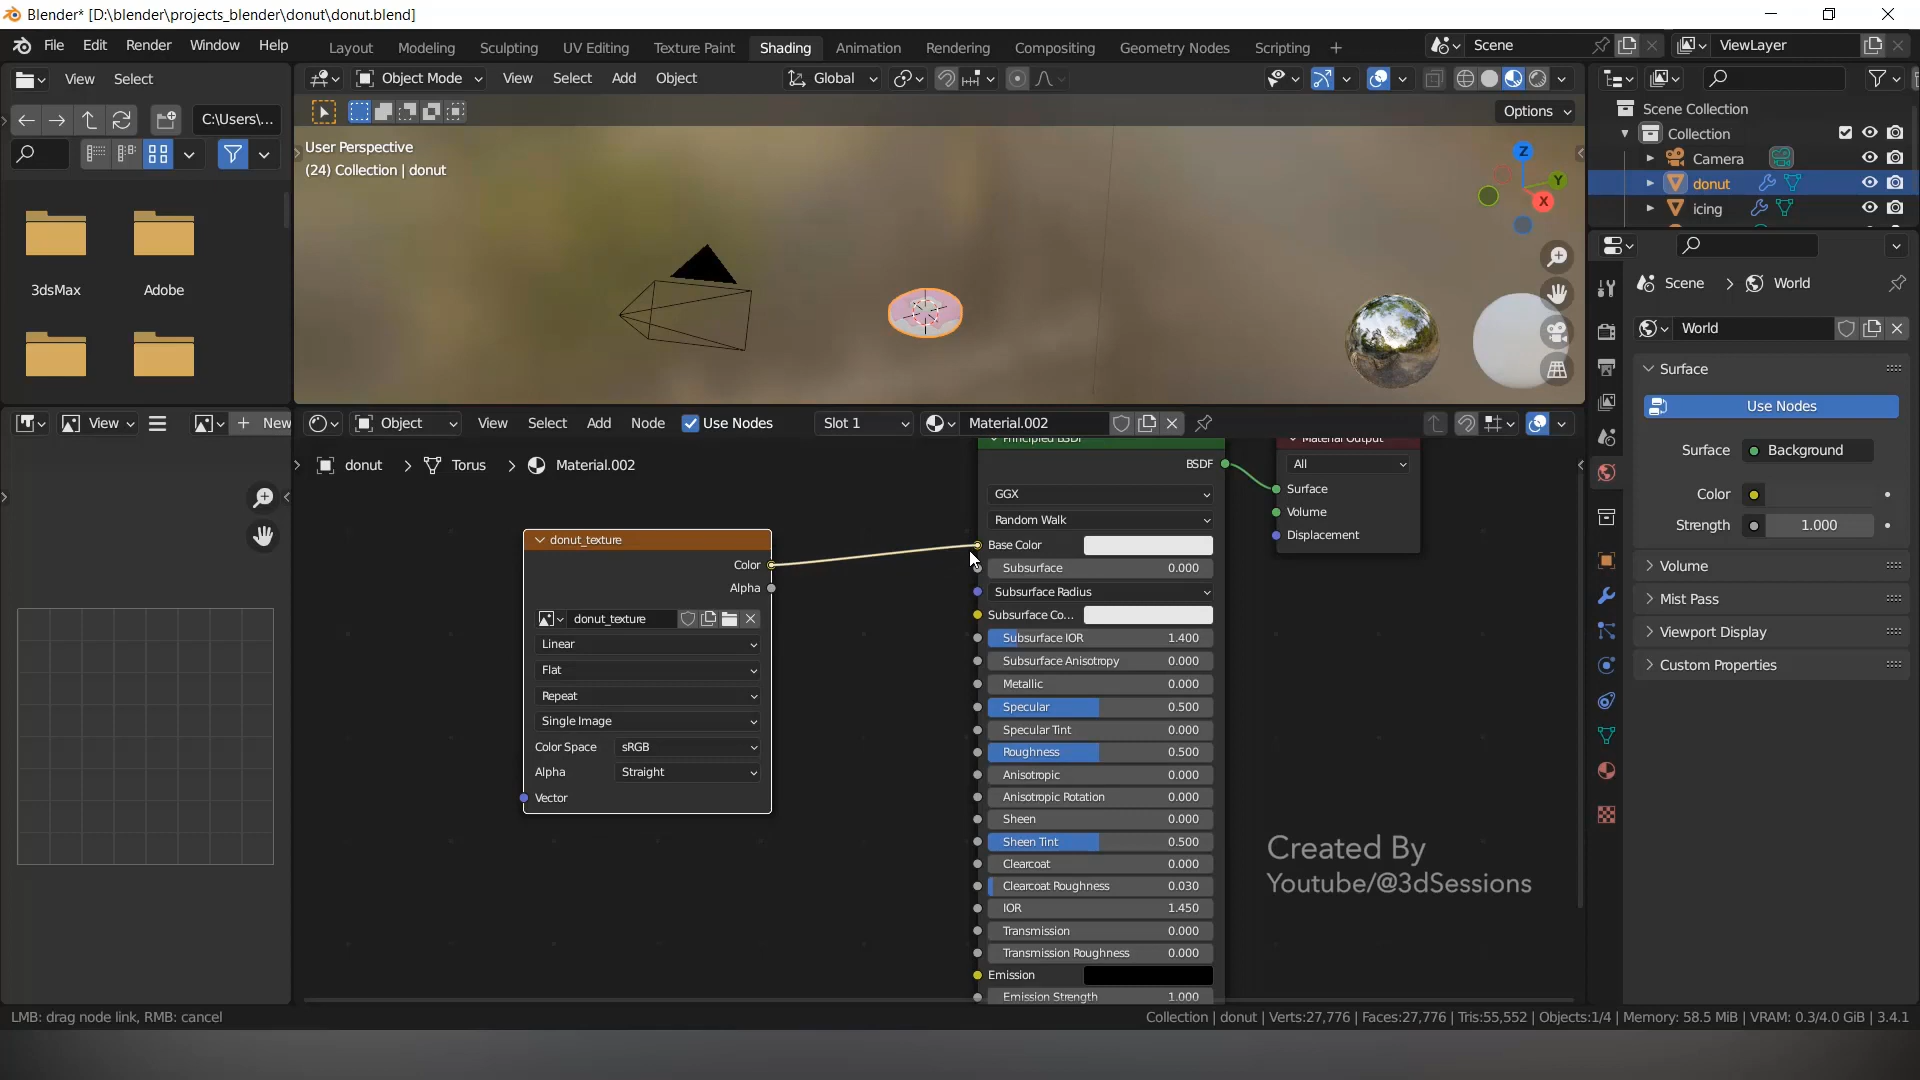 Blender* [D:\blender\projects_blender\donut\donut.blend]
File Edit Render Window Help Layout Modeling Sculpting UV Editing Texture Paint Shading Animation Rendering Compositing Geometry Nodes Scripting + Scene ViewLayer
View Select Object Mode View Select Add Object Global
C:\Users\...
Options
User Perspective
(24) Collection | donut
Z
Y
X
3dsMax Adobe
Scene Collection
Collection
Camera
donut
icing
Scene > World
World
Surface
Use Nodes
Surface Background
Color
Strength 1.000
Volume
Mist Pass
Viewport Display
Custom Properties
View + New Object View Select Add Node Use Nodes Slot 1 Material.002
donut > Torus > Material.002
donut_texture
Color
Alpha
donut_texture
Linear
Flat
Repeat
Single Image
Color Space sRGB
Alpha Straight
Vector
Principled BSDF
BSDF
GGX
Random Walk
Base Color
Subsurface 0.000
Subsurface Radius
Subsurface Co...
Subsurface IOR 1.400
Subsurface Anisotropy 0.000
Metallic 0.000
Specular 0.500
Specular Tint 0.000
Roughness 0.500
Anisotropic 0.000
Anisotropic Rotation 0.000
Sheen 0.000
Sheen Tint 0.500
Clearcoat 0.000
Clearcoat Roughness 0.030
IOR 1.450
Transmission 0.000
Transmission Roughness 0.000
Emission
Emission Strength 1.000
Material Output
All
Surface
Volume
Displacement
Created By
Youtube/@3dSessions
LMB: drag node link, RMB: cancel
Collection | donut | Verts:27,776 | Faces:27,776 | Tris:55,552 | Objects:1/4 | Memory: 58.5 MiB | VRAM: 0.3/4.0 GiB | 3.4.1